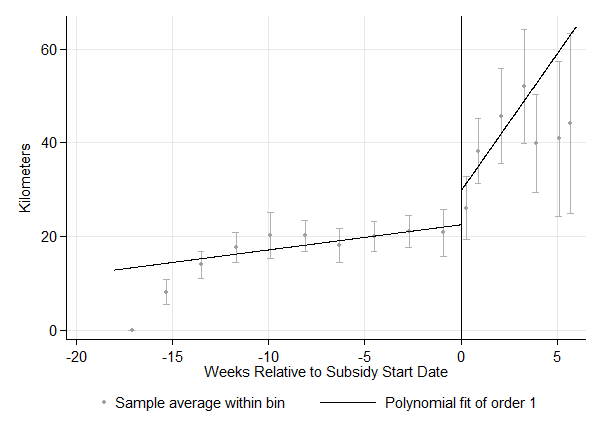 Kilometers
60
40
20
0
-20 -15 -10 -5 0 5
Weeks Relative to Subsidy Start Date
Sample average within bin Polynomial fit of order 1